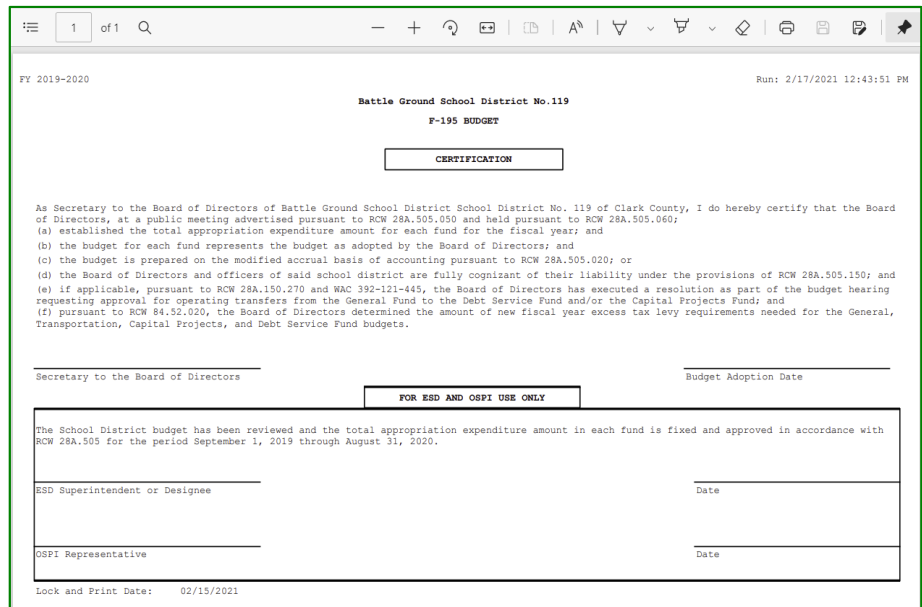 1 of 1
FY 2019-2020 Run: 2/17/2021 12:43:51 PM
Battle Ground School District No.119
F-195 BUDGET
CERTIFICATION
As Secretary to the Board of Directors of Battle Ground School District School District No. 119 of Clark County, I do hereby certify that the Board
of Directors, at a public meeting advertised pursuant to RCW 28A.505.050 and held pursuant to RCW 28A.505.060;
(a) established the total appropriation expenditure amount for each fund for the fiscal year; and
(b) the budget for each fund represents the budget as adopted by the Board of Directors; and
(c) the budget is prepared on the modified accrual basis of accounting pursuant to RCW 28A.505.020; or
(d) the Board of Directors and officers of said school district are fully cognizant of their liability under the provisions of RCW 28A.505.150; and
(e) if applicable, pursuant to RCW 28A.150.270 and WAC 392-121-445, the Board of Directors has executed a resolution as part of the budget hearing
requesting approval for operating transfers from the General Fund to the Debt Service Fund and/or the Capital Projects Fund; and
(f) pursuant to RCW 84.52.020, the Board of Directors determined the amount of new fiscal year excess tax levy requirements needed for the General,
Transportation, Capital Projects, and Debt Service Fund budgets.
Secretary to the Board of Directors Budget Adoption Date
FOR ESD AND OSPI USE ONLY
The School District budget has been reviewed and the total appropriation expenditure amount in each fund is fixed and approved in accordance with
RCW 28A.505 for the period September 1, 2019 through August 31, 2020.
ESD Superintendent or Designee Date
OSPI Representative Date
Lock and Print Date: 02/15/2021